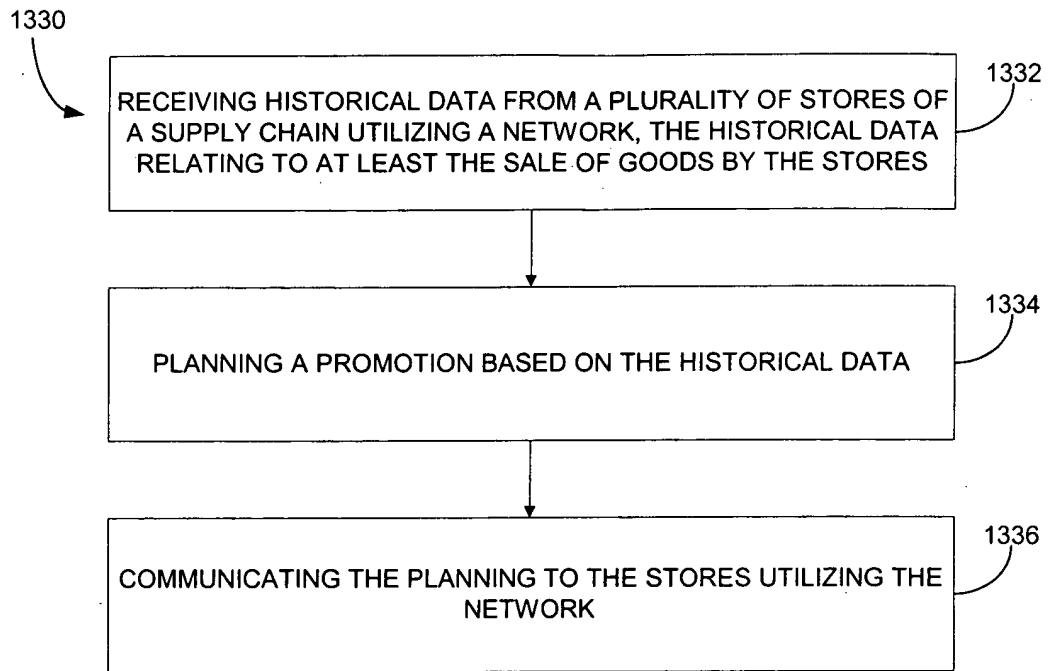 1330
1332
RECEIVING HISTORICAL DATA FROM A PLURALITY OF STORES OF
A SUPPLY CHAIN UTILIZING A NETWORK, THE HISTORICAL DATA
RELATING TO AT LEAST THE SALE OF GOODS BY THE STORES
1334
PLANNING A PROMOTION BASED ON THE HISTORICAL DATA
1336
COMMUNICATING THE PLANNING TO THE STORES UTILIZING THE
NETWORK